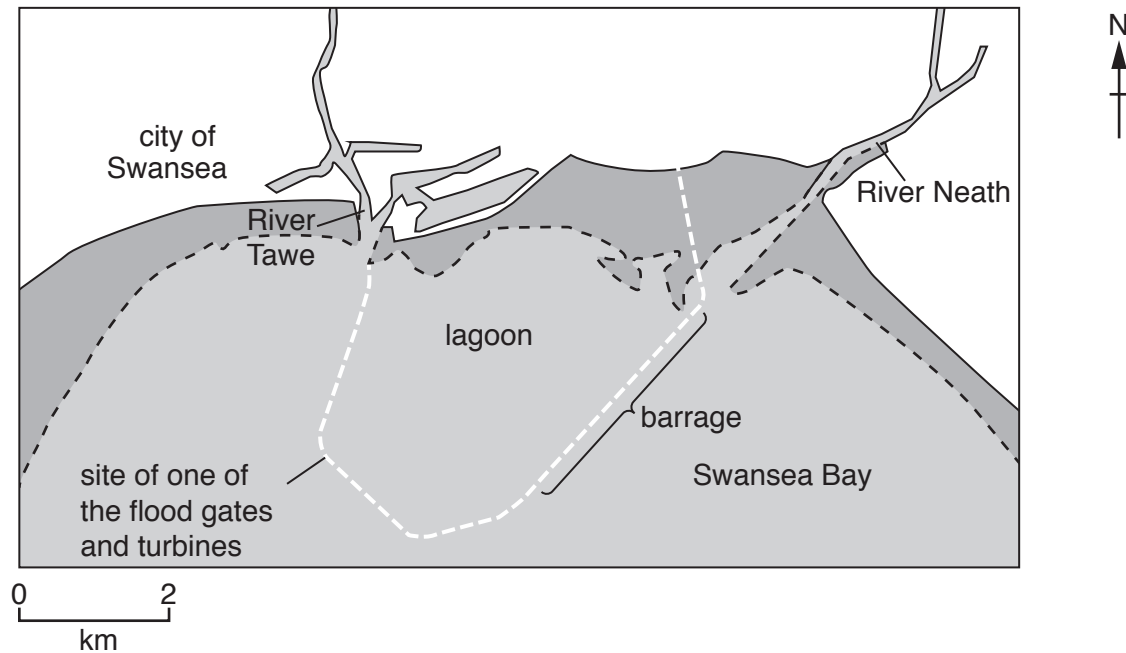 N
city of
Swansea
River
Tawe
River Neath
lagoon
barrage
site of one of
the flood gates
and turbines
Swansea Bay
0 2
km